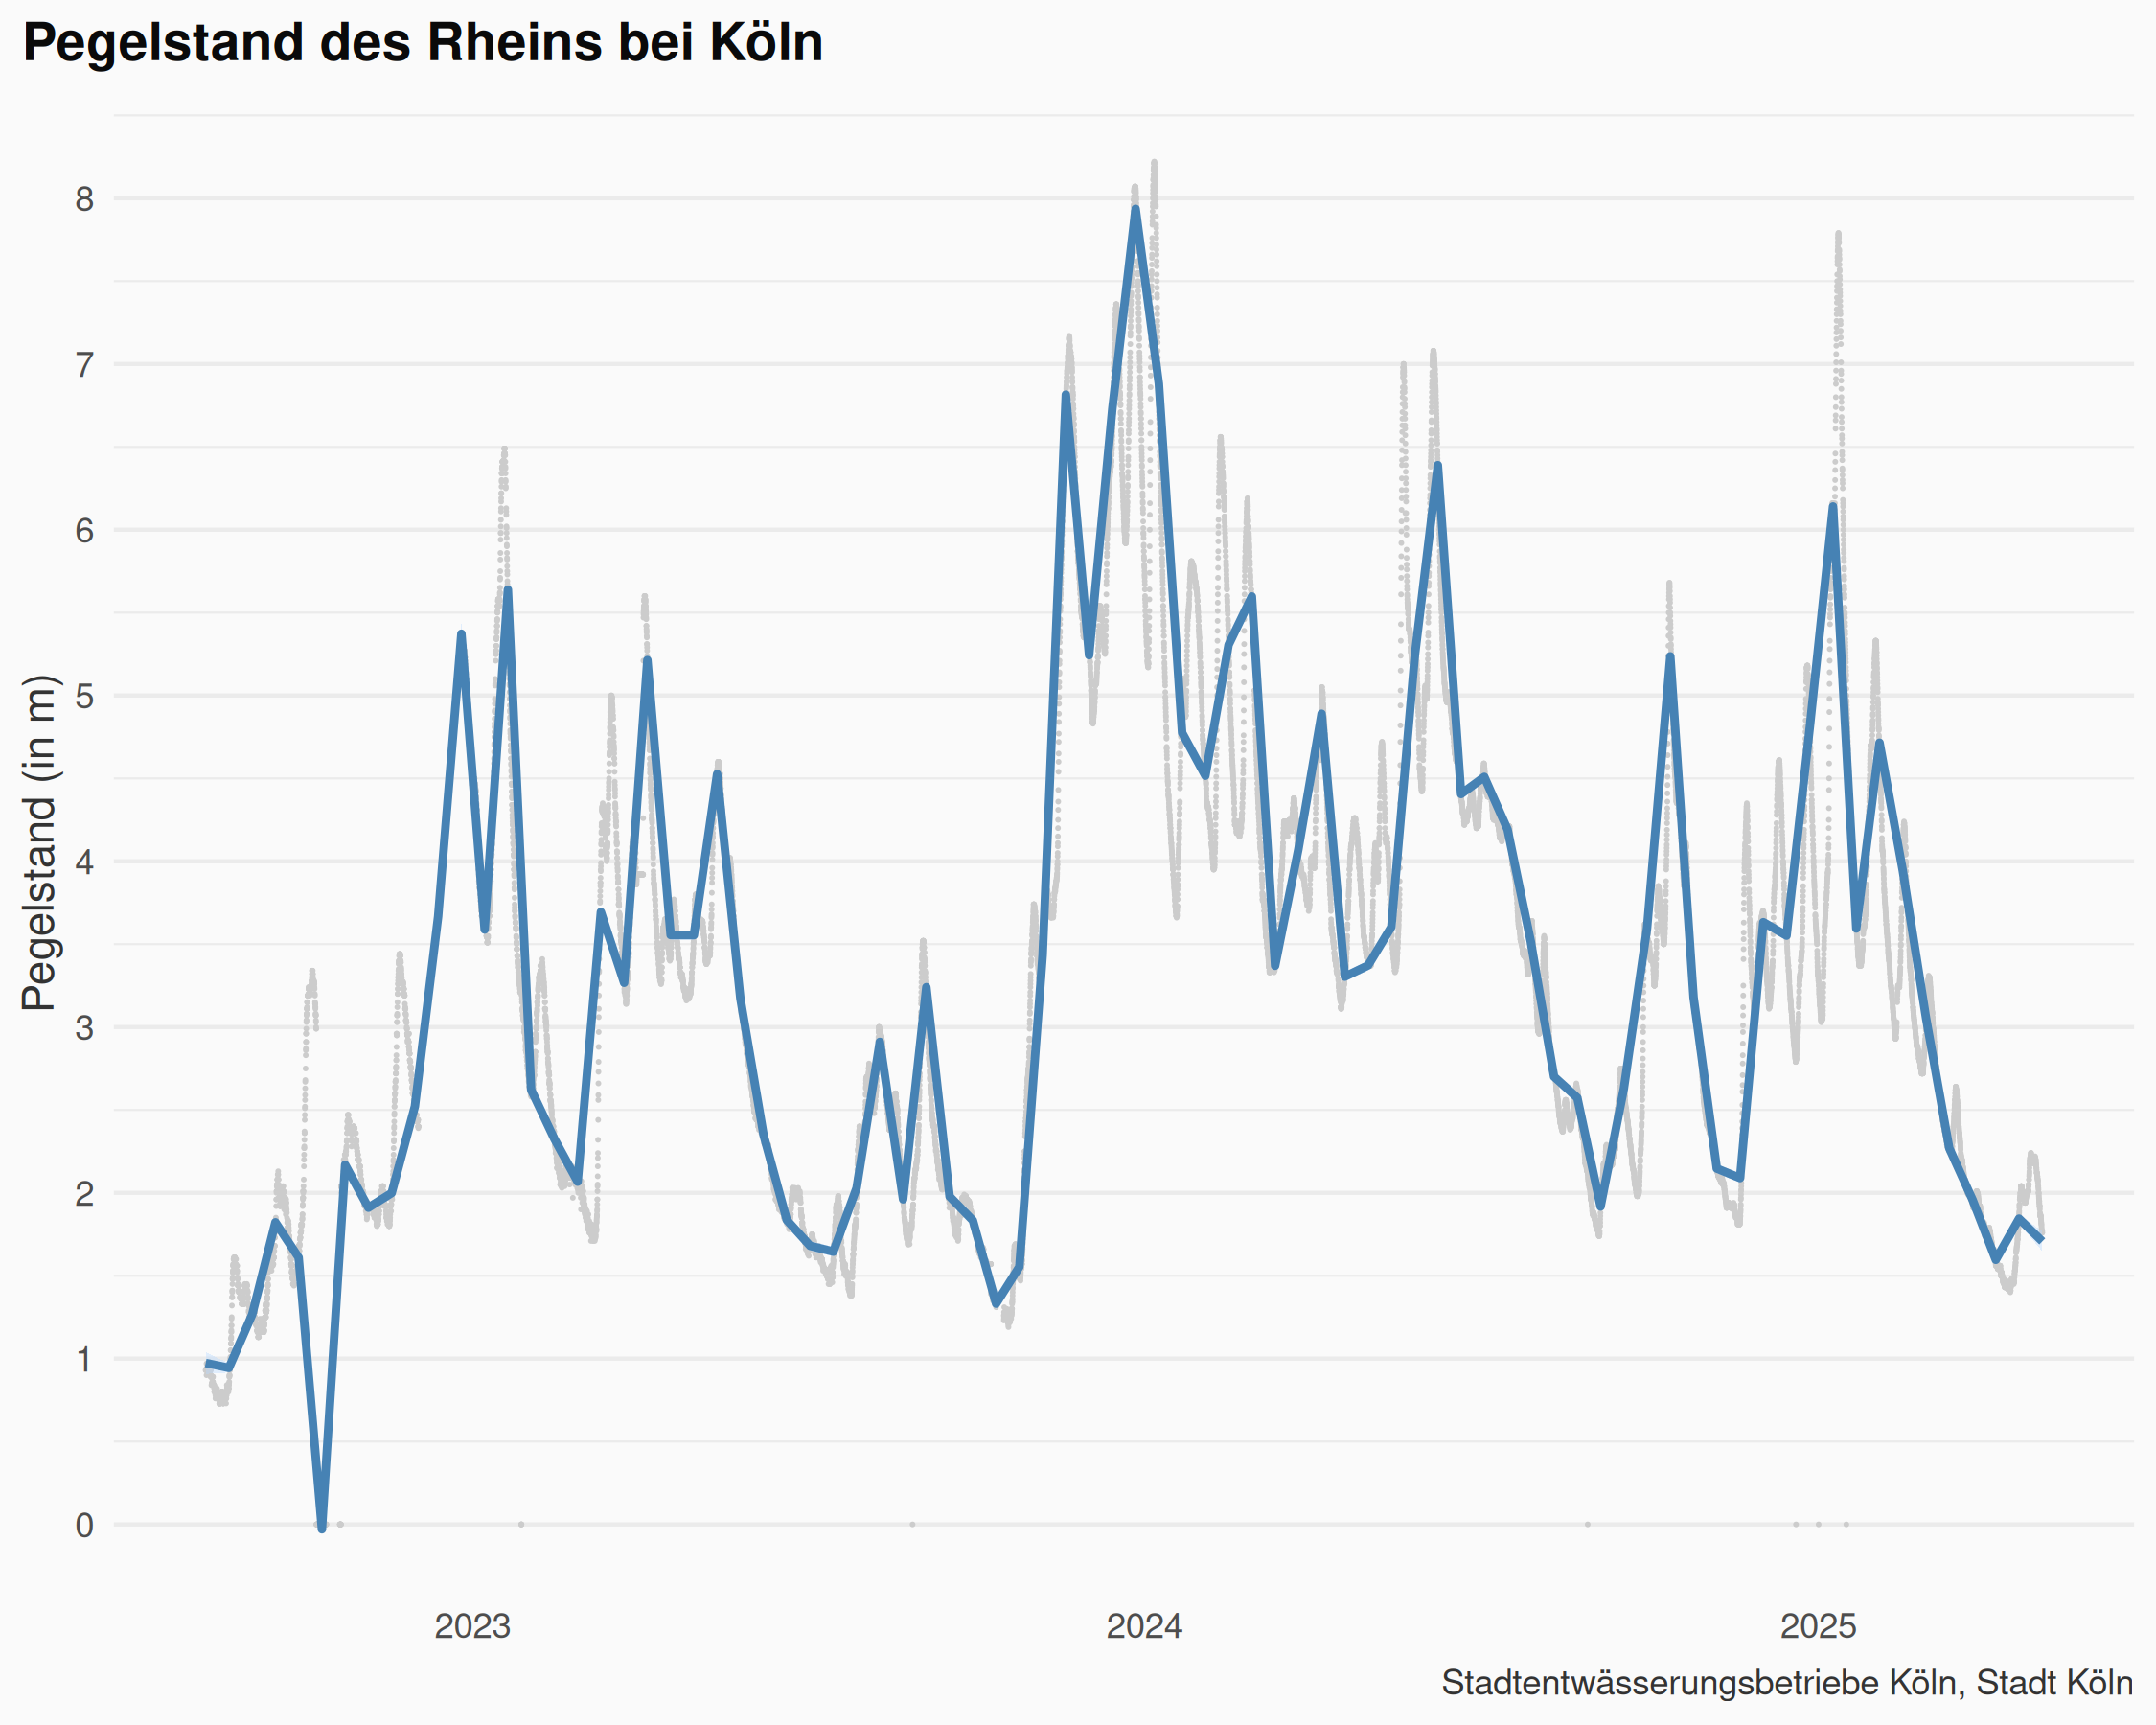 Pegelstand des Rheins bei Köln
Pegelstand (in m)
8
7
6
5
4
3
2
1
0
2023 2024 2025
Stadtentwässerungsbetriebe Köln, Stadt Köln